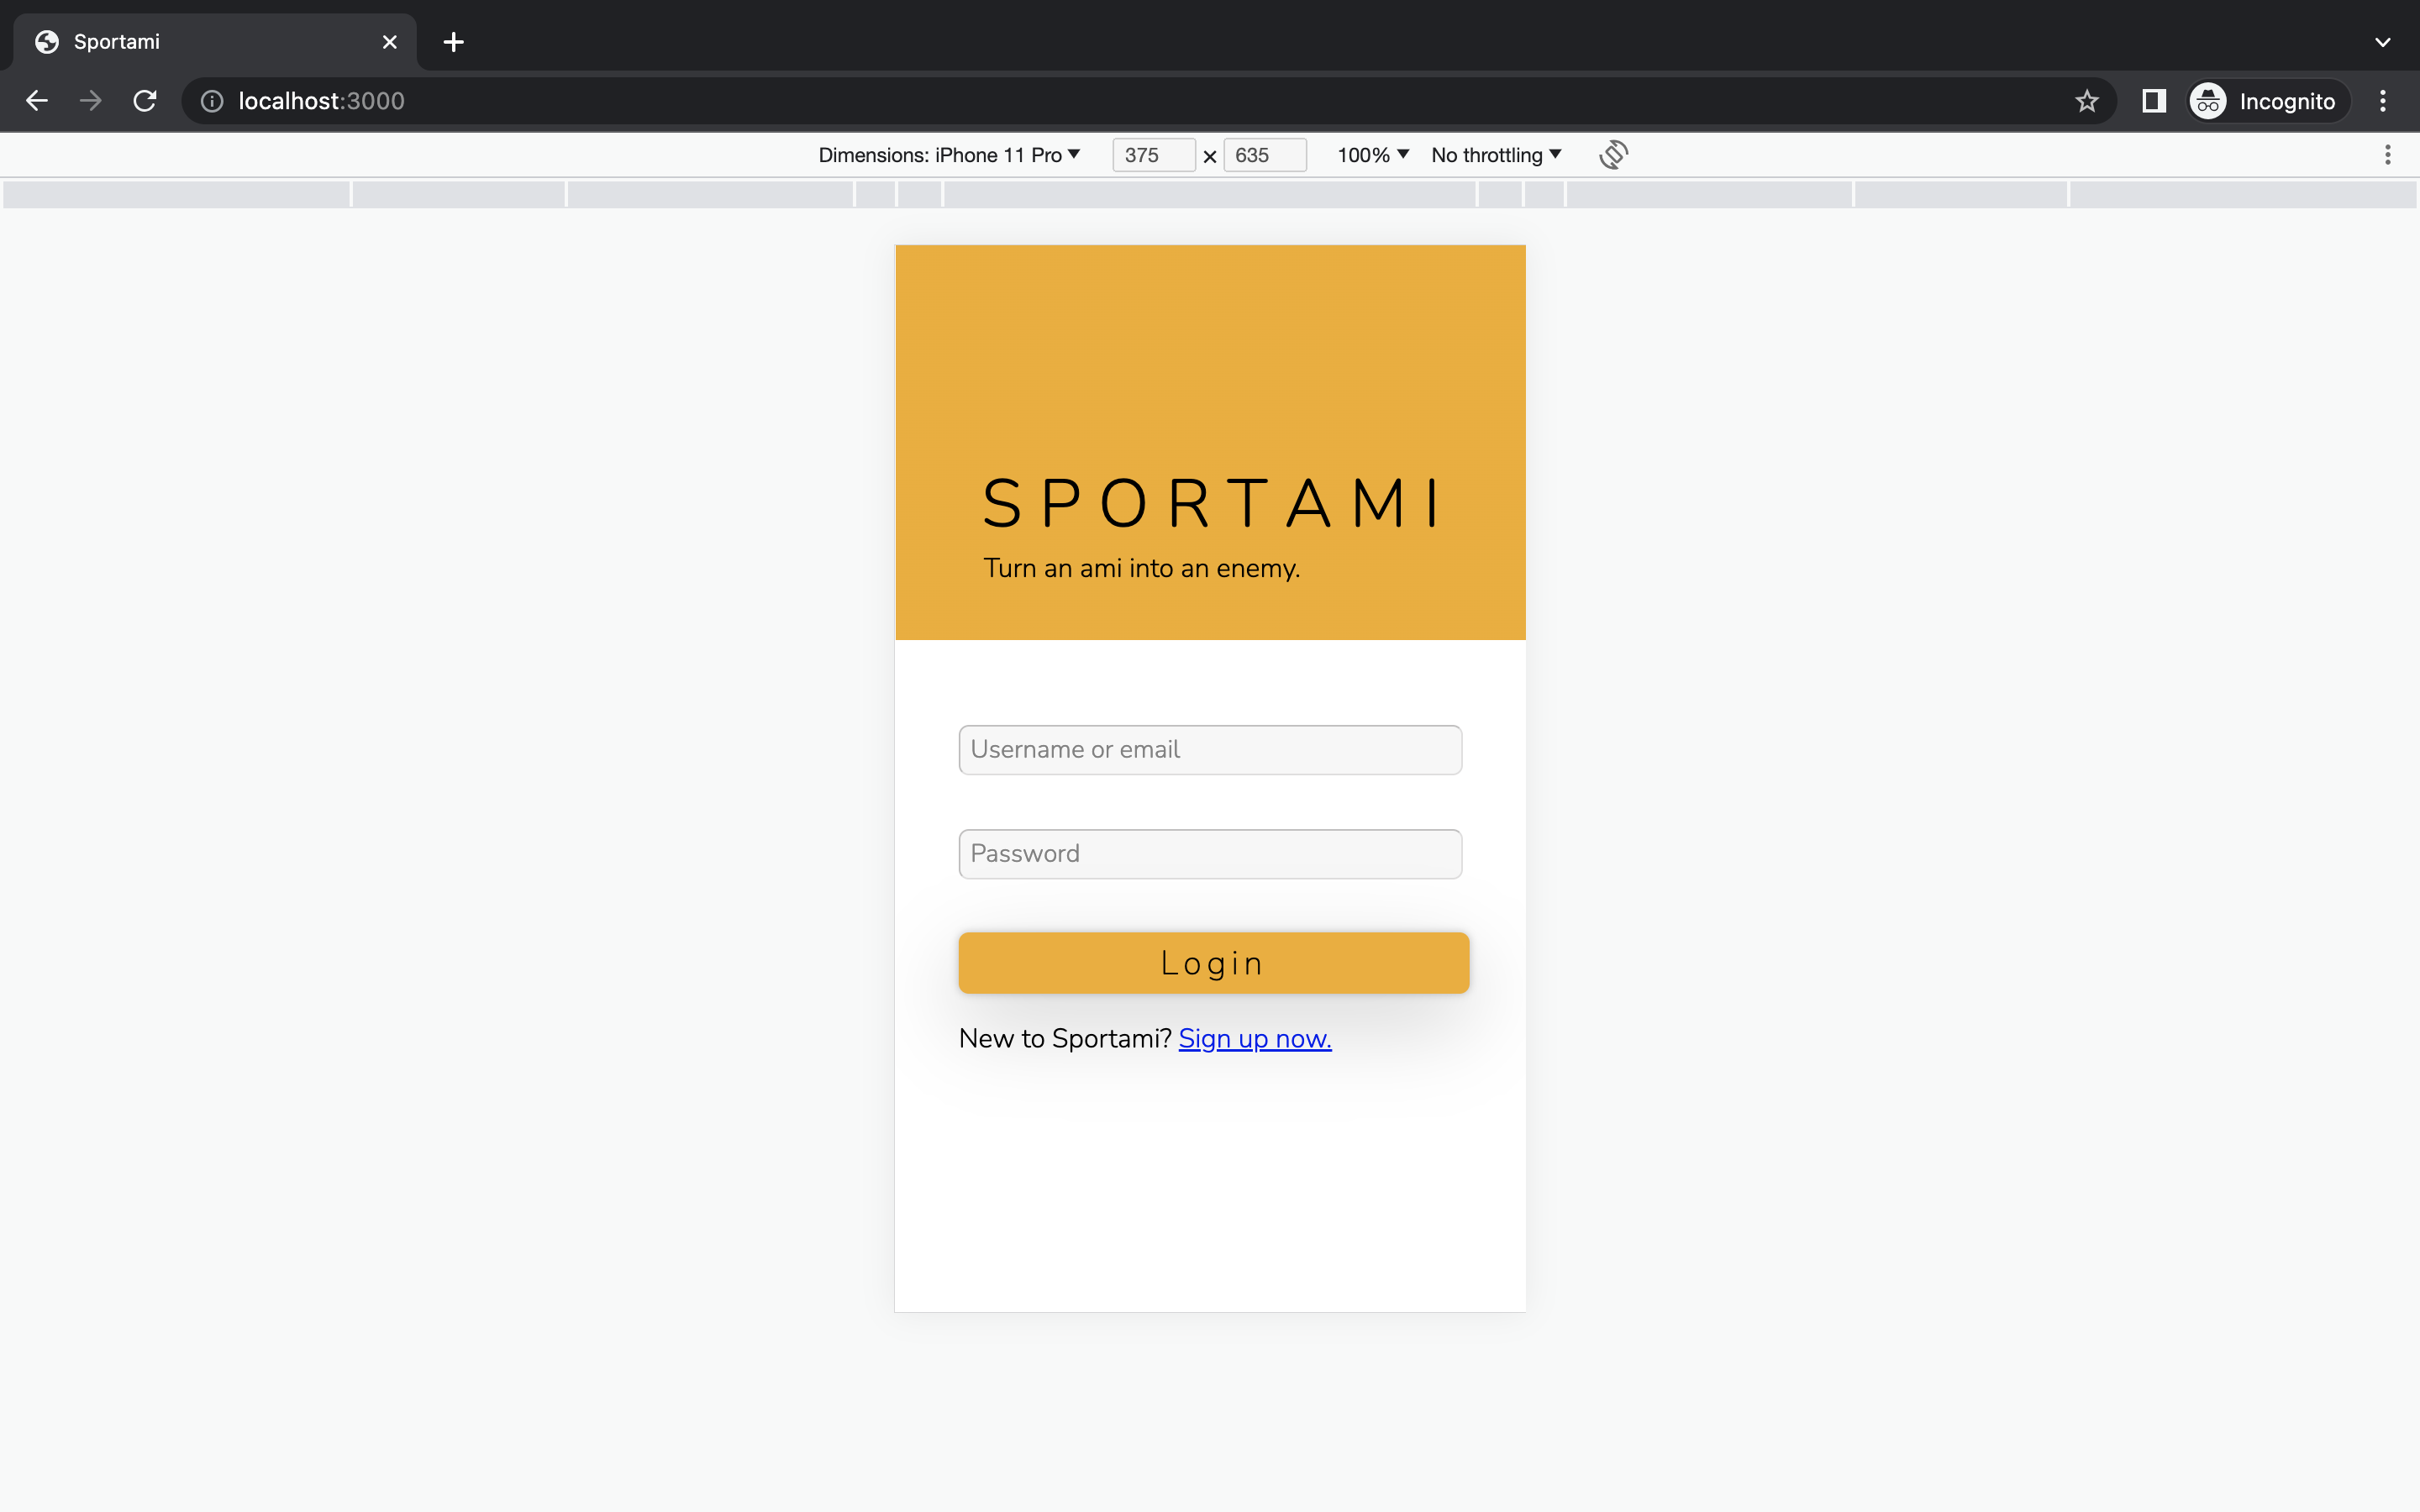 Sportami
localhost:3000
Incognito
Dimensions: iPhone 11 Pro 375 × 635 100% No throttling
SPORTAMI
Turn an ami into an enemy.
Username or email
Password
Login
New to Sportami? Sign up now.